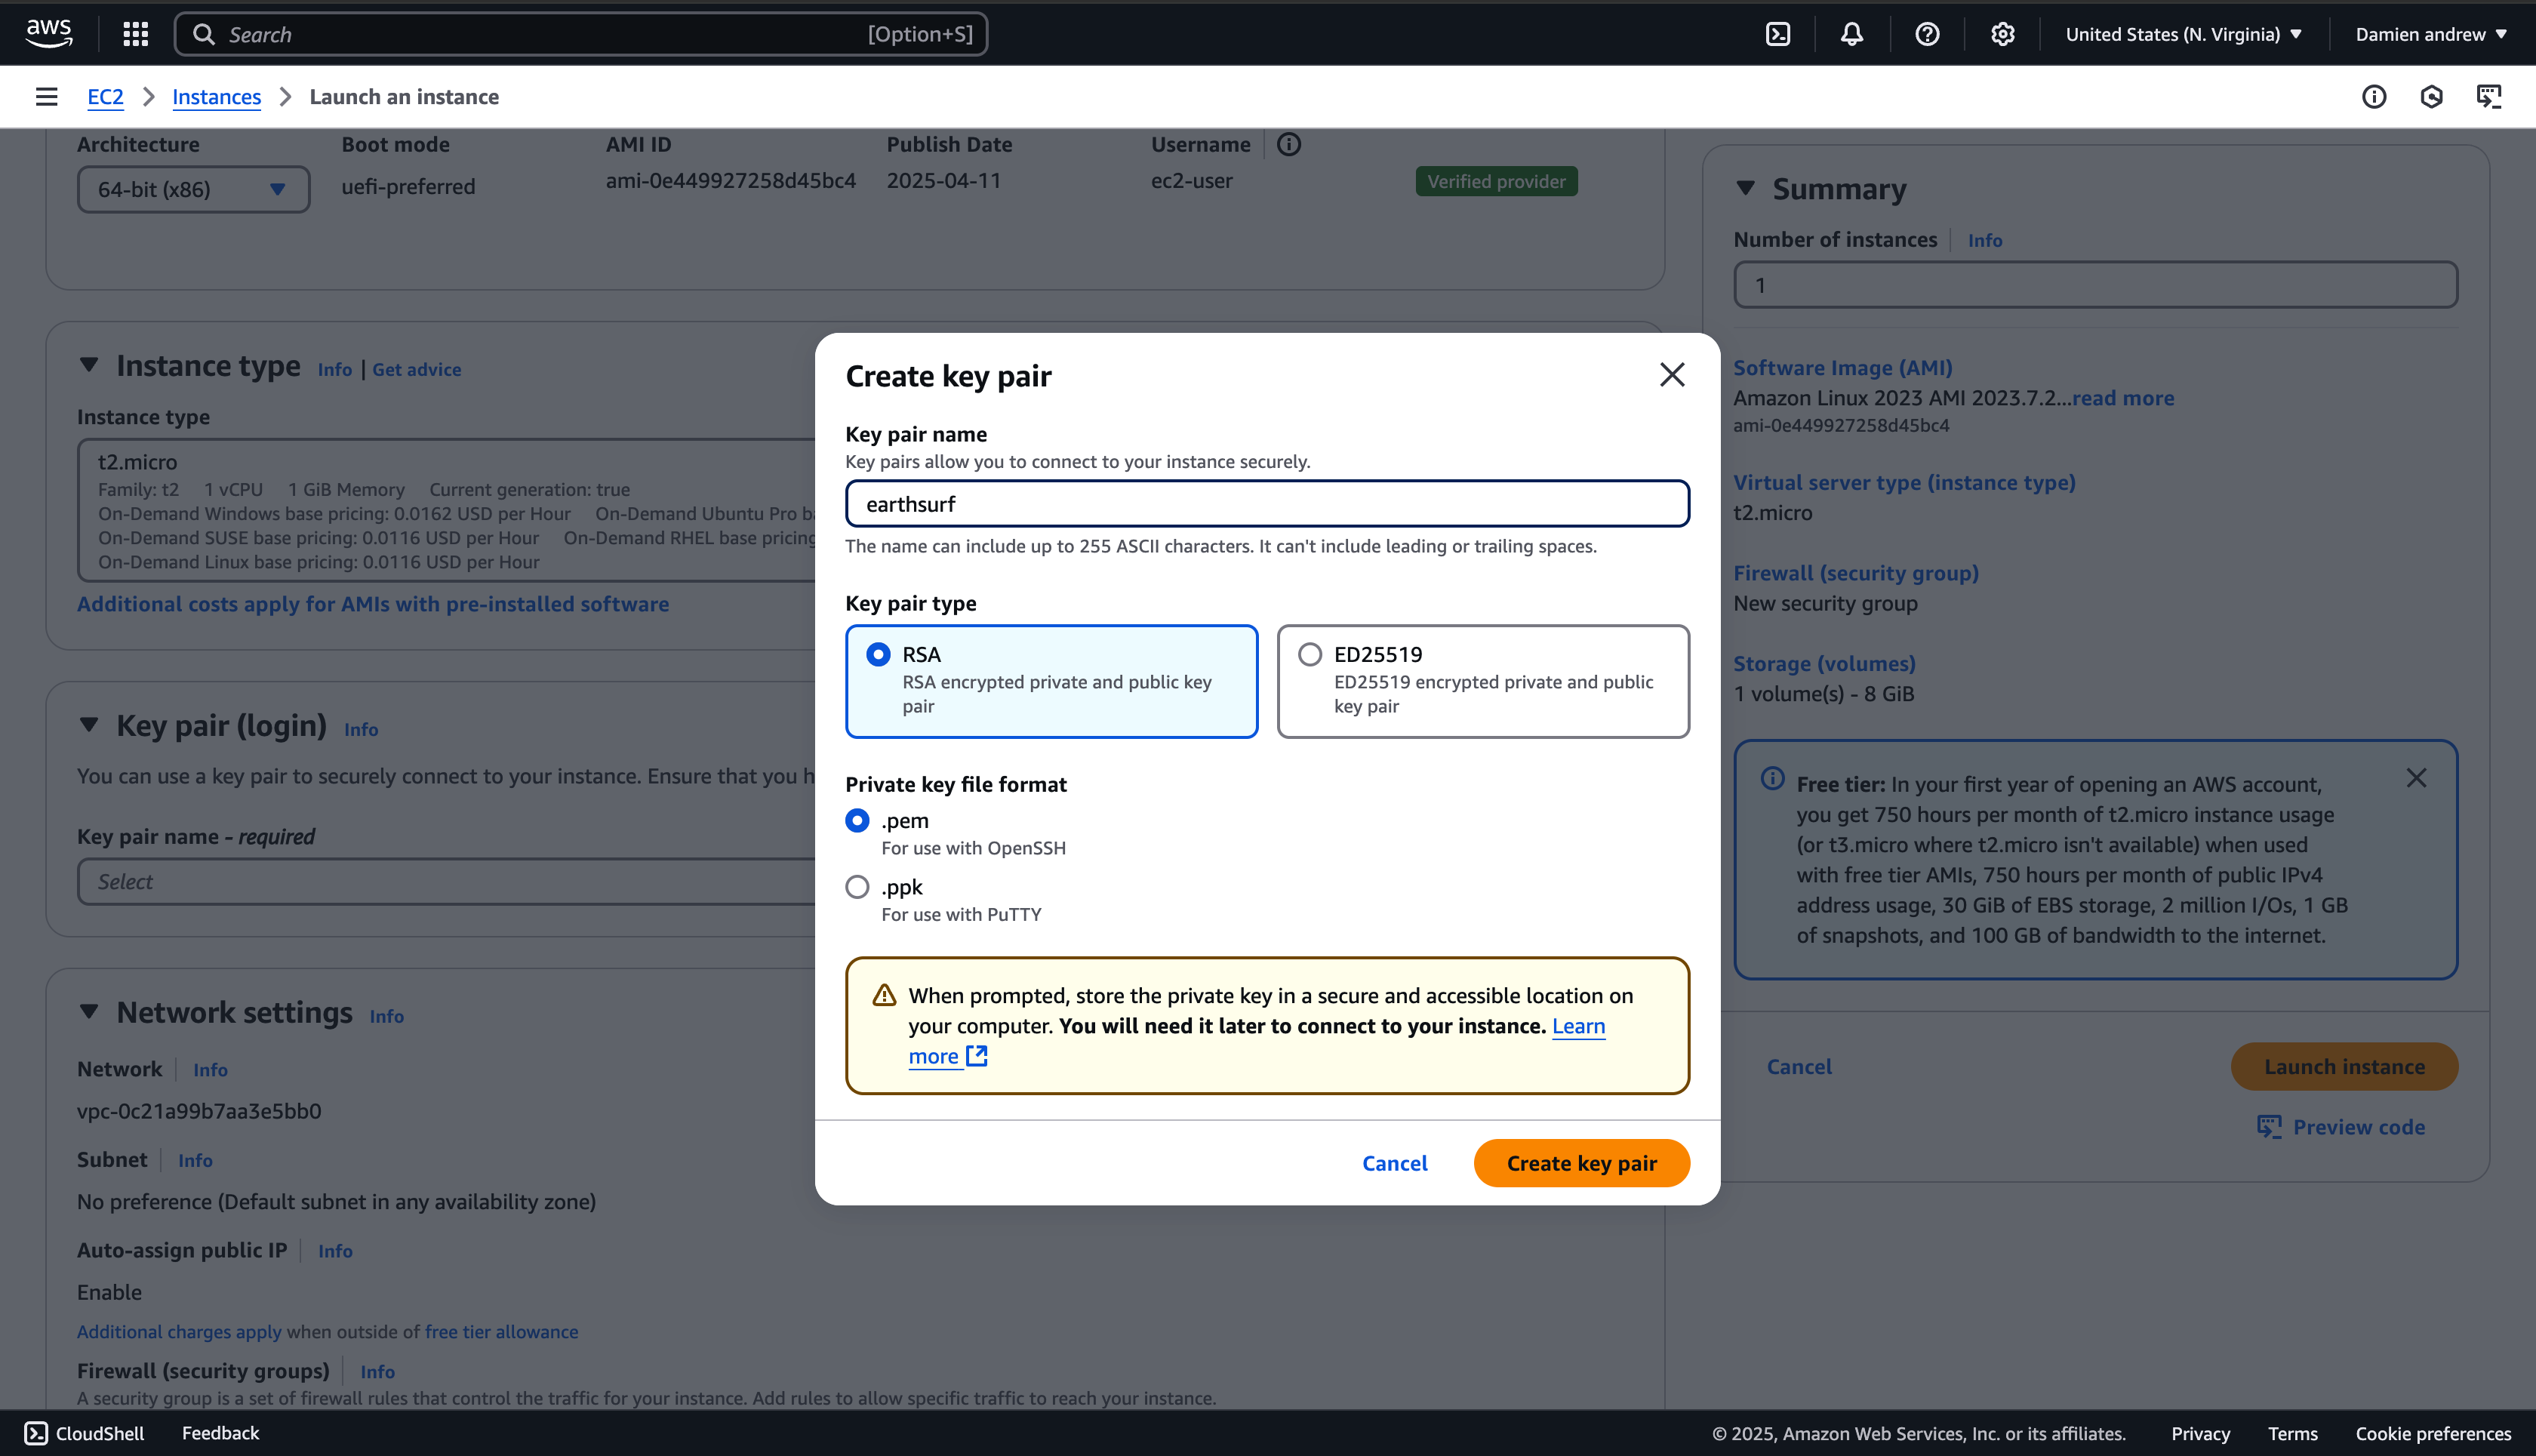 aws
Search
[Option+S]
United States (N. Virginia)
Damien andrew
EC2
Instances
Launch an instance
Architecture
Boot mode
AMI ID
Publish Date
Username
64-bit (x86)
uefi-preferred
ami-0e449927258d45bc4
2025-04-11
ec2-user
Verified provider
Instance type
Info | Get advice
Instance type
t2.micro
Family: t2 1 vCPU 1 GiB Memory Current generation: true
On-Demand Windows base pricing: 0.0162 USD per Hour On-Demand Ubuntu Pro
On-Demand SUSE base pricing: 0.0116 USD per Hour On-Demand RHEL base pricing
On-Demand Linux base pricing: 0.0116 USD per Hour
Additional costs apply for AMIs with pre-installed software
Key pair (login)
Info
You can use a key pair to securely connect to your instance. Ensure that you
Key pair name - required
Select
Network settings
Info
Network
Info
vpc-0c21a99b7aa3e5bb0
Subnet
Info
No preference (Default subnet in any availability zone)
Auto-assign public IP
Info
Enable
Additional charges apply when outside of free tier allowance
Firewall (security groups)
Info
A security group is a set of firewall rules that control the traffic for your instance. Add rules to allow specific traffic to reach your instance.
Create key pair
Key pair name
Key pairs allow you to connect to your instance securely.
earthsurf
The name can include up to 255 ASCII characters. It can't include leading or trailing spaces.
Key pair type
RSA
RSA encrypted private and public key
pair
ED25519
ED25519 encrypted private and public
key pair
Private key file format
.pem
For use with OpenSSH
.ppk
For use with PuTTY
When prompted, store the private key in a secure and accessible location on
your computer. You will need it later to connect to your instance. Learn
more
Cancel
Create key pair
Summary
Number of instances
Info
1
Software Image (AMI)
Amazon Linux 2023 AMI 2023.7.2...read more
ami-0e449927258d45bc4
Virtual server type (instance type)
t2.micro
Firewall (security group)
New security group
Storage (volumes)
1 volume(s) - 8 GiB
Free tier: In your first year of opening an AWS account,
you get 750 hours per month of t2.micro instance usage
(or t3.micro where t2.micro isn't available) when used
with free tier AMIs, 750 hours per month of public IPv4
address usage, 30 GiB of EBS storage, 2 million I/Os, 1 GB
of snapshots, and 100 GB of bandwidth to the internet.
Cancel
Launch instance
Preview code
CloudShell
Feedback
© 2025, Amazon Web Services, Inc. or its affiliates.
Privacy
Terms
Cookie preferences